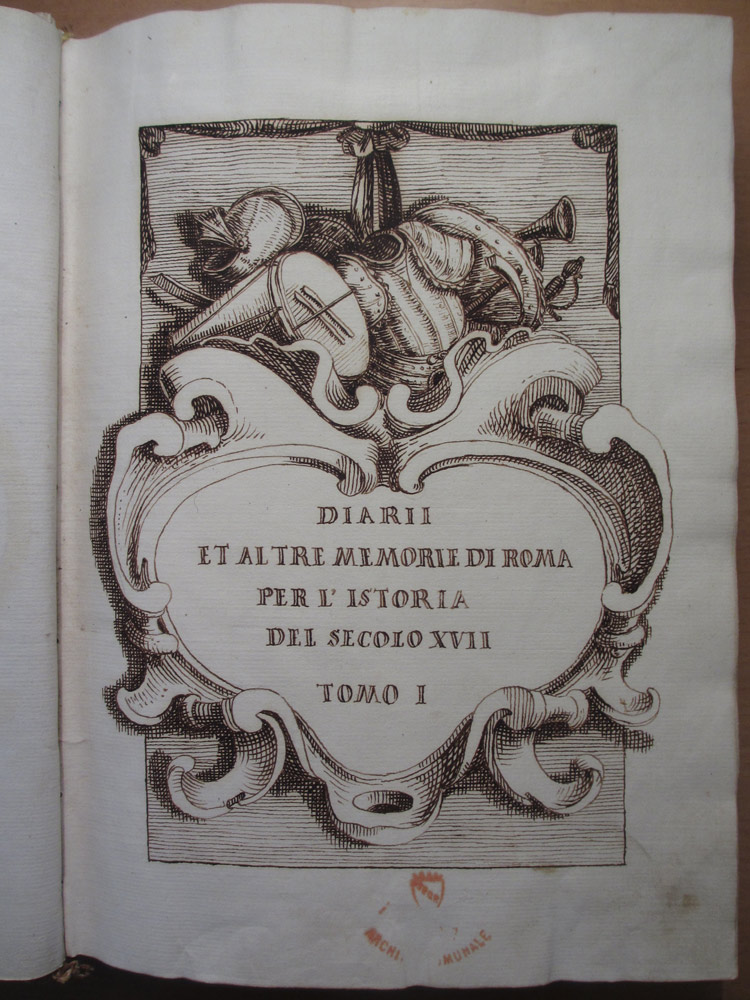 DIARII
ET ALTRE MEMORIE DI ROMA
PER L' ISTORIA
DEL SECOLO XVII
TOMO I